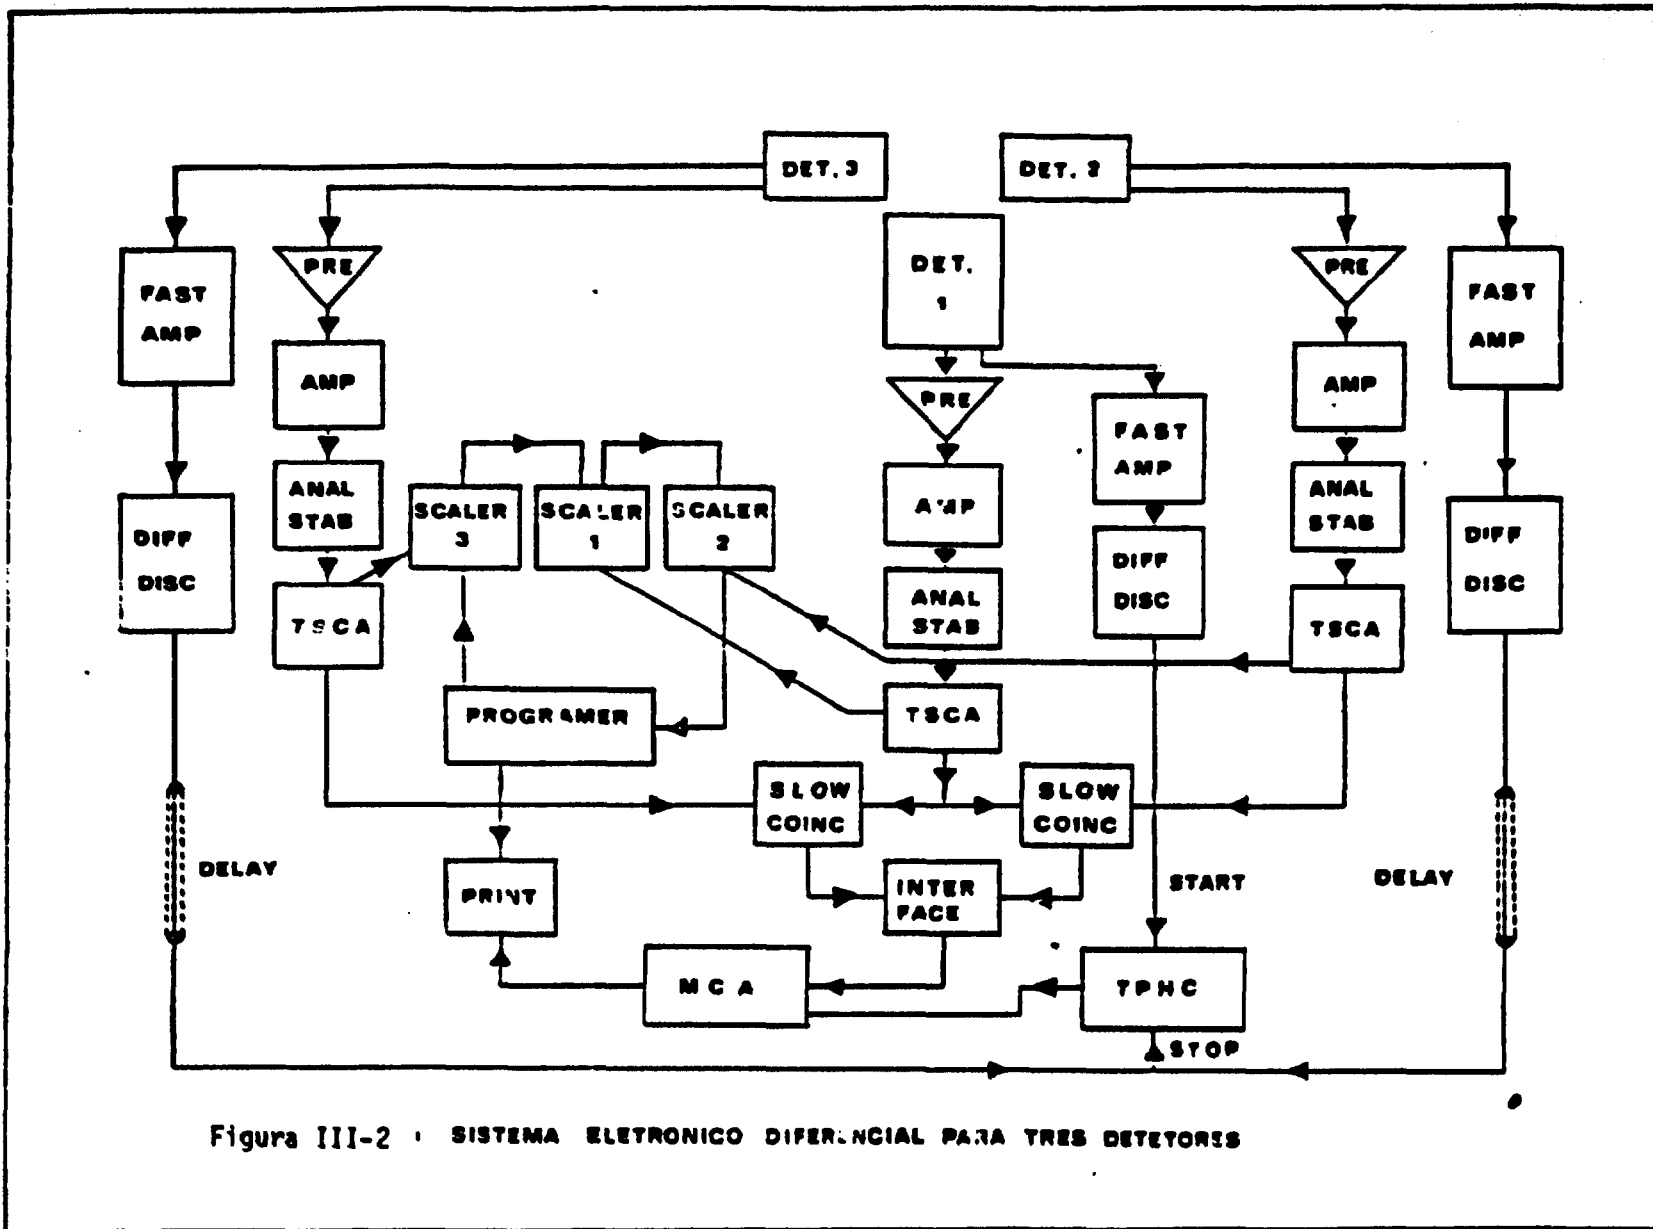 DET. 3
DET. 2
DET.
1
FAST
AMP
PRE
AMP
ANAL
STAB
TSCA
DIFF
DISC
DELAY
SCALER
3
SCALER
1
SCALER
2
PROGRAMER
PRINT
PRE
AMP
ANAL
STAB
TSCA
FAST
AMP
DIFF
DISC
PRE
AMP
ANAL
STAB
TSCA
FAST
AMP
DIFF
DISC
DELAY
SLOW
COINC
SLOW
COINC
INTER
FACE
START
MCA
TPHC
STOP
Figura III-2 : SISTEMA ELETRONICO DIFERENCIAL PARA TRES DETETORES